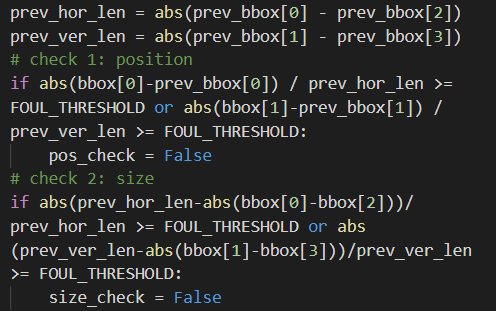 prev_hor_len = abs(prev_bbox[0] - prev_bbox[2])
prev_ver_len = abs(prev_bbox[1] - prev_bbox[3])
# check 1: position
if abs(bbox[0]-prev_bbox[0]) / prev_hor_len >=
FOUL_THRESHOLD or abs(bbox[1]-prev_bbox[1]) /
prev_ver_len >= FOUL_THRESHOLD:
    pos_check = False
# check 2: size
if abs(prev_hor_len-abs(bbox[0]-bbox[2]))/
prev_hor_len >= FOUL_THRESHOLD or abs
(prev_ver_len-abs(bbox[1]-bbox[3]))/prev_ver_len
>= FOUL_THRESHOLD:
    size_check = False